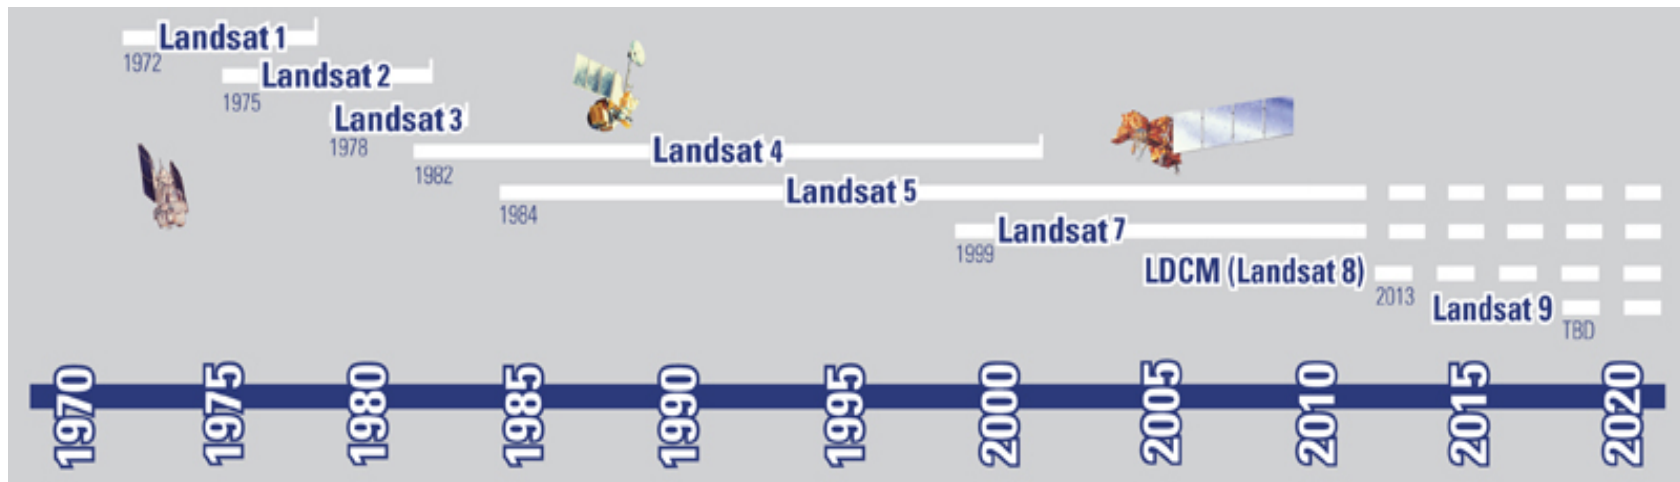 Landsat 1
1972
Landsat 2
1975
Landsat 3
1978
Landsat 4
1982
Landsat 5
1984
Landsat 7
1999
LDCM (Landsat 8)
2013
Landsat 9
TBD
1970 1975 1980 1985 1990 1995 2000 2005 2010 2015 2020